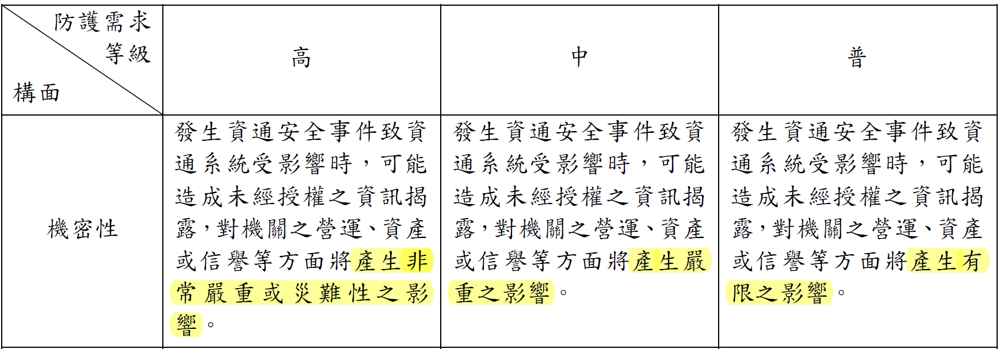 防護需求
等級
構面
高
中
普
機密性
發生資通安全事件致資
通系統受影響時，可能
造成未經授權之資訊揭
露，對機關之營運、資產
或信譽等方面將產生非
常嚴重或災難性之影
響。
發生資通安全事件致資
通系統受影響時，可能
造成未經授權之資訊揭
露，對機關之營運、資產
或信譽等方面將產生嚴
重之影響。
發生資通安全事件致資
通系統受影響時，可能
造成未經授權之資訊揭
露，對機關之營運、資產
或信譽等方面將產生有
限之影響。